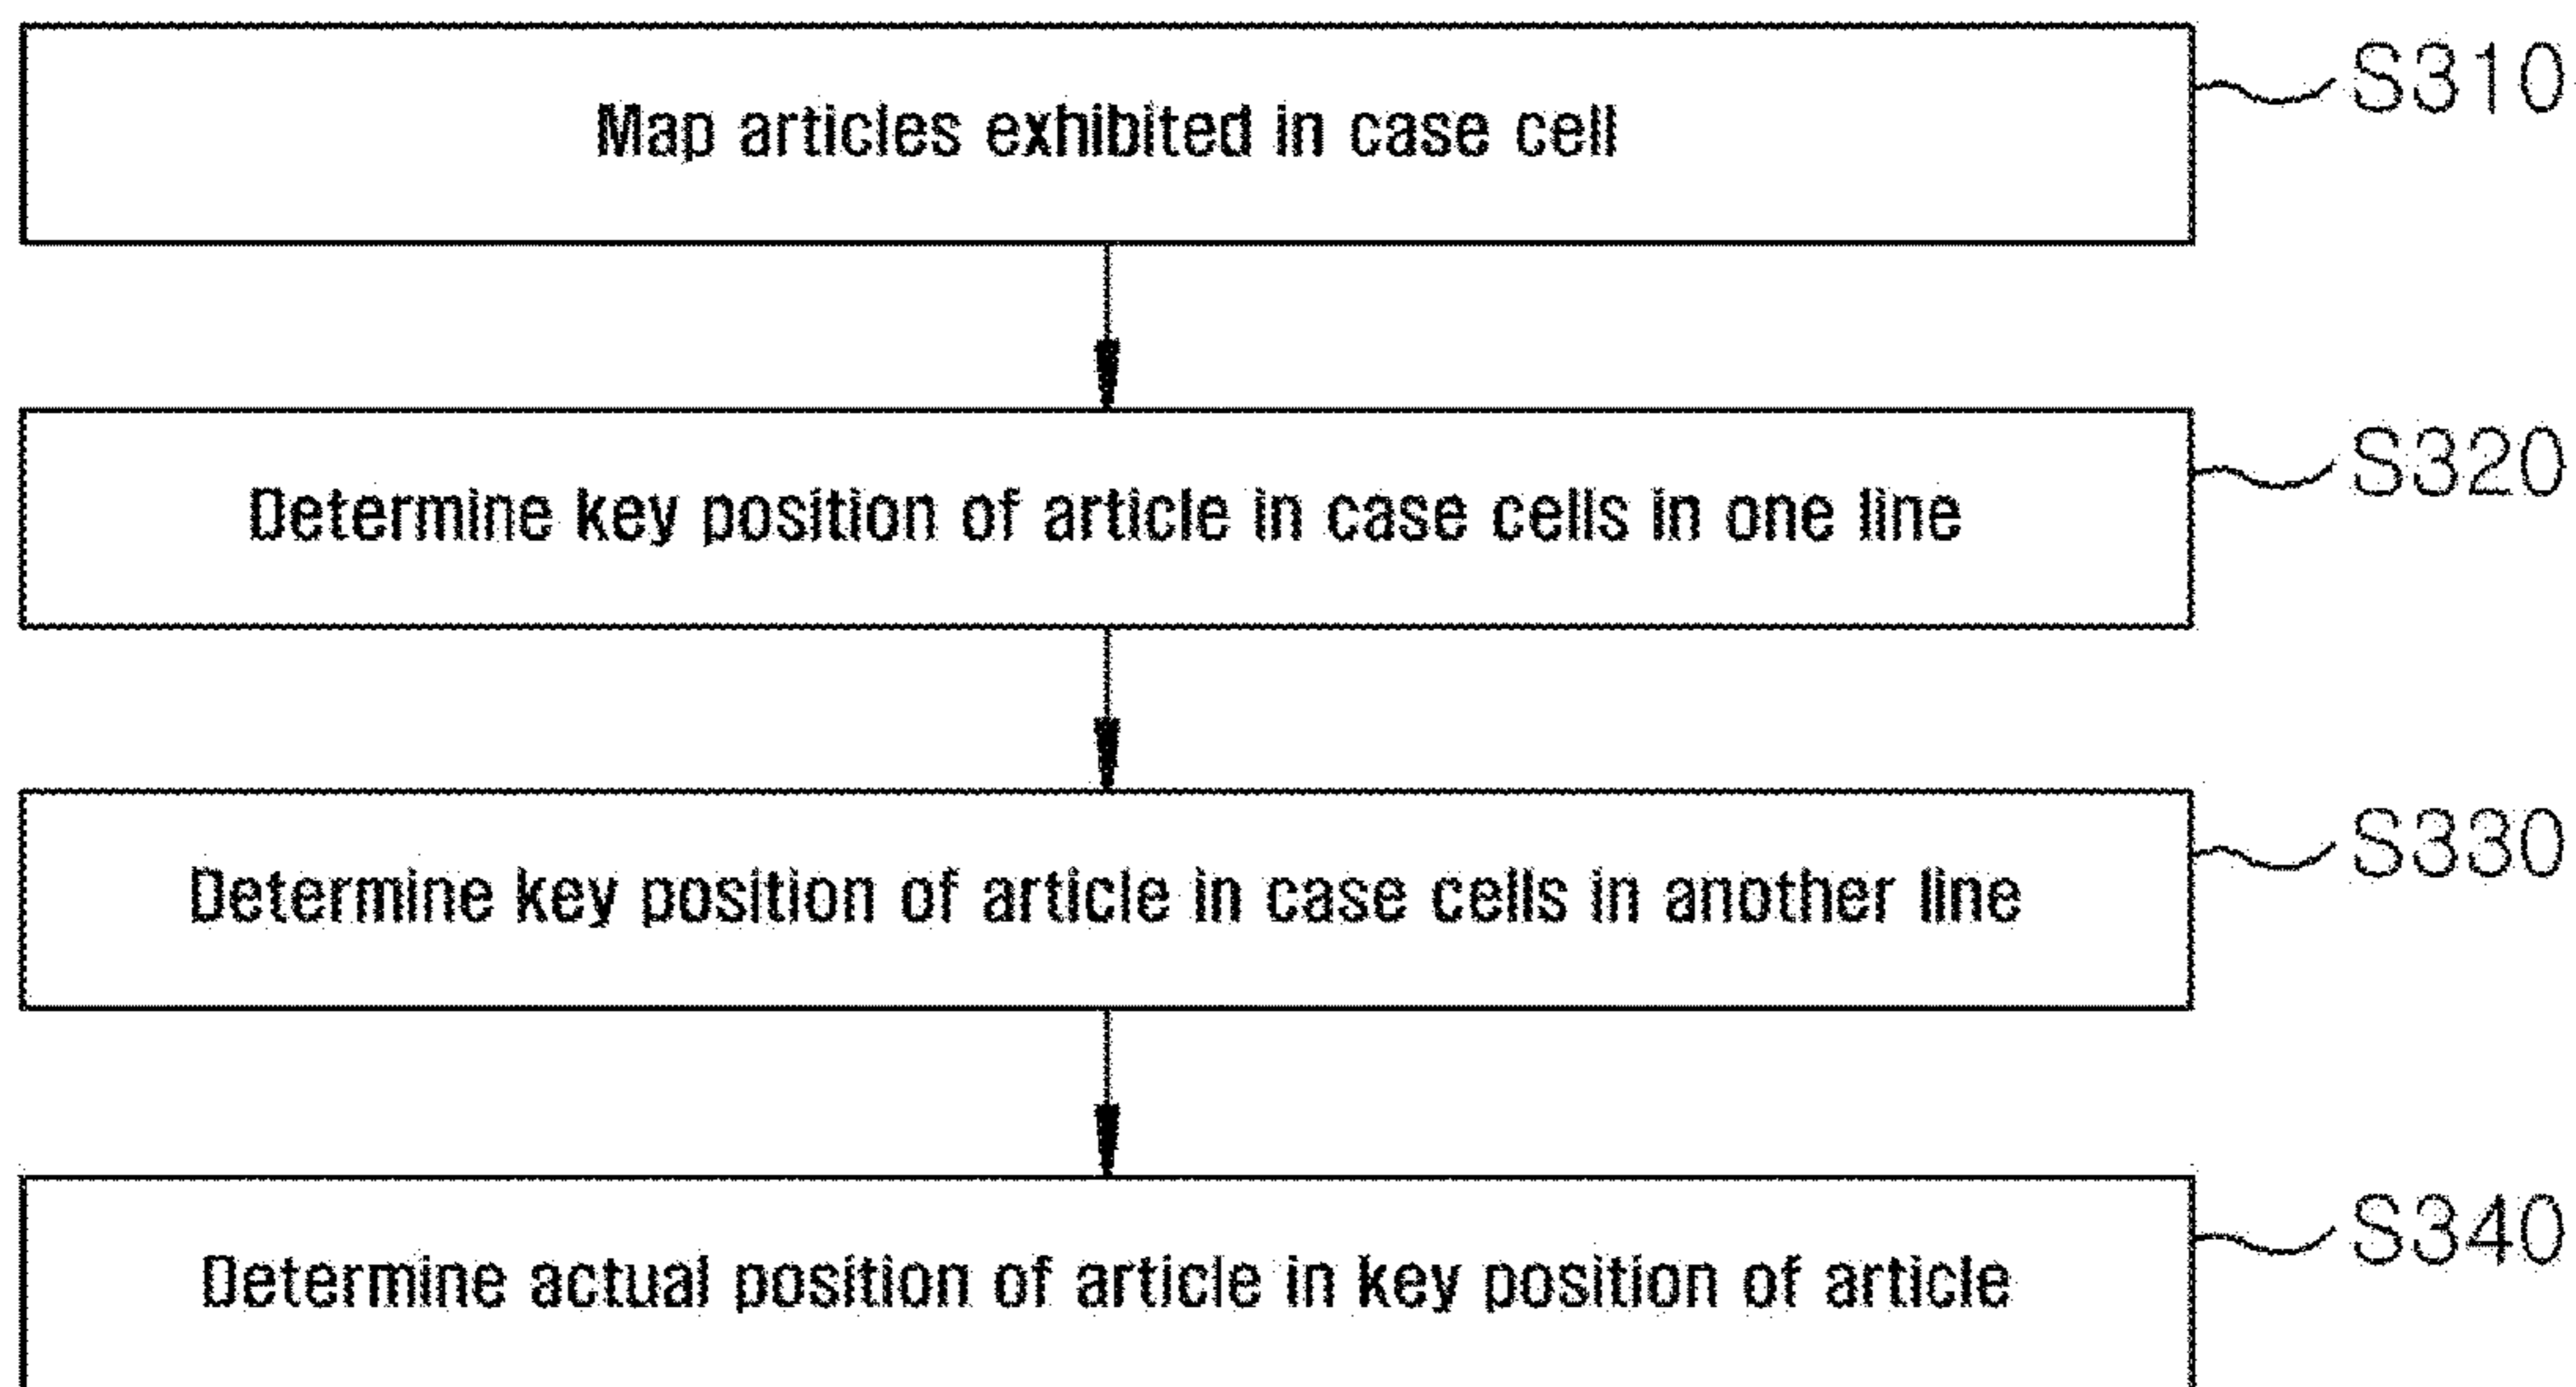 Map articles exhibited in case cell
S310
Determine key position of article in case cells in one line
S320
Determine key position of article in case cells in another line
S330
Determine actual position of article in key position of article
S340